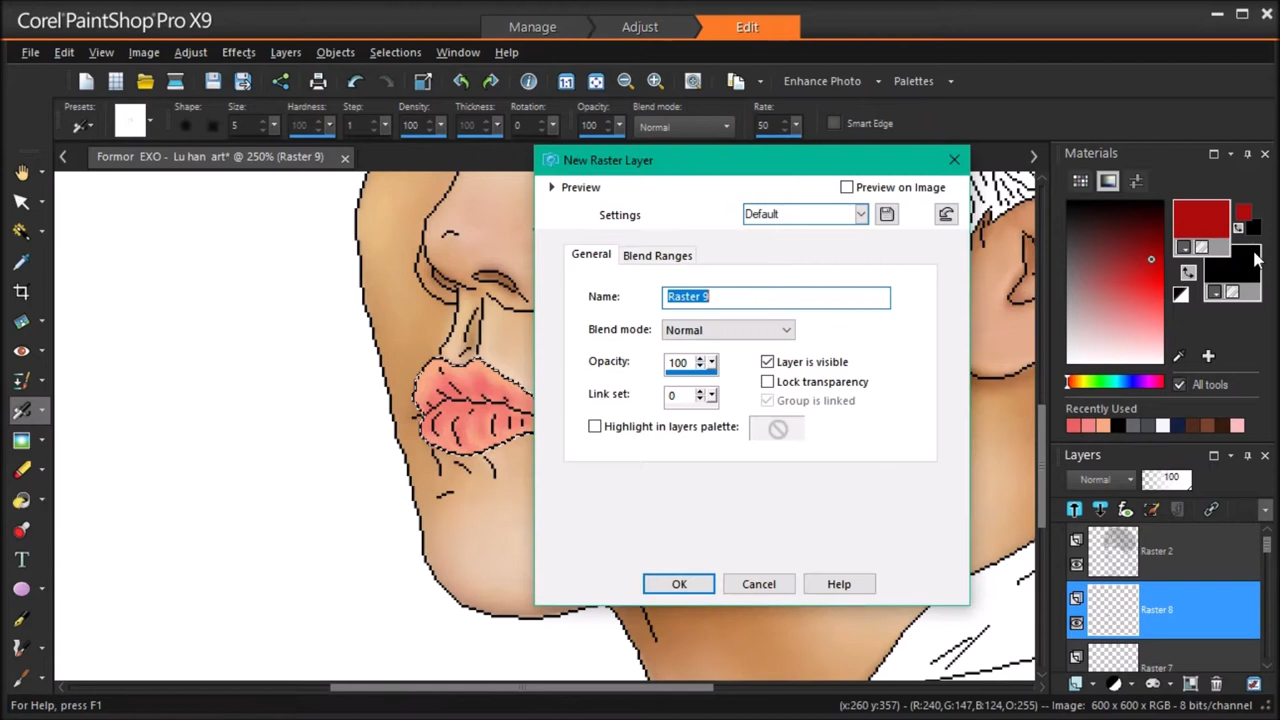 Corel PaintShop Pro X9
Manage Adjust Edit
File Edit View Image Adjust Effects Layers Objects Selections Window Help
Enhance Photo Palettes
Presets: Shape: Size: Hardness: Step: Density: Thickness: Rotation: Opacity: Blend mode: Rate:
5 100 1 100 100 0 100 Normal 50 Smart Edge
Formor EXO - Lu han art* @ 250% (Raster 9)
New Raster Layer
Preview Preview on Image
Settings Default
General Blend Ranges
Name: Raster 9
Blend mode: Normal
Opacity: 100 Layer is visible
Lock transparency
Link set: 0 Group is linked
Highlight in layers palette:
OK Cancel Help
Materials
All tools
Recently Used
Layers
Normal 100
Raster 2
Raster 8
Raster 7
For Help, press F1
(x:260 y:357) - (R:240,G:147,B:124,O:255) -- Image: 600 x 600 x RGB - 8 bits/channel